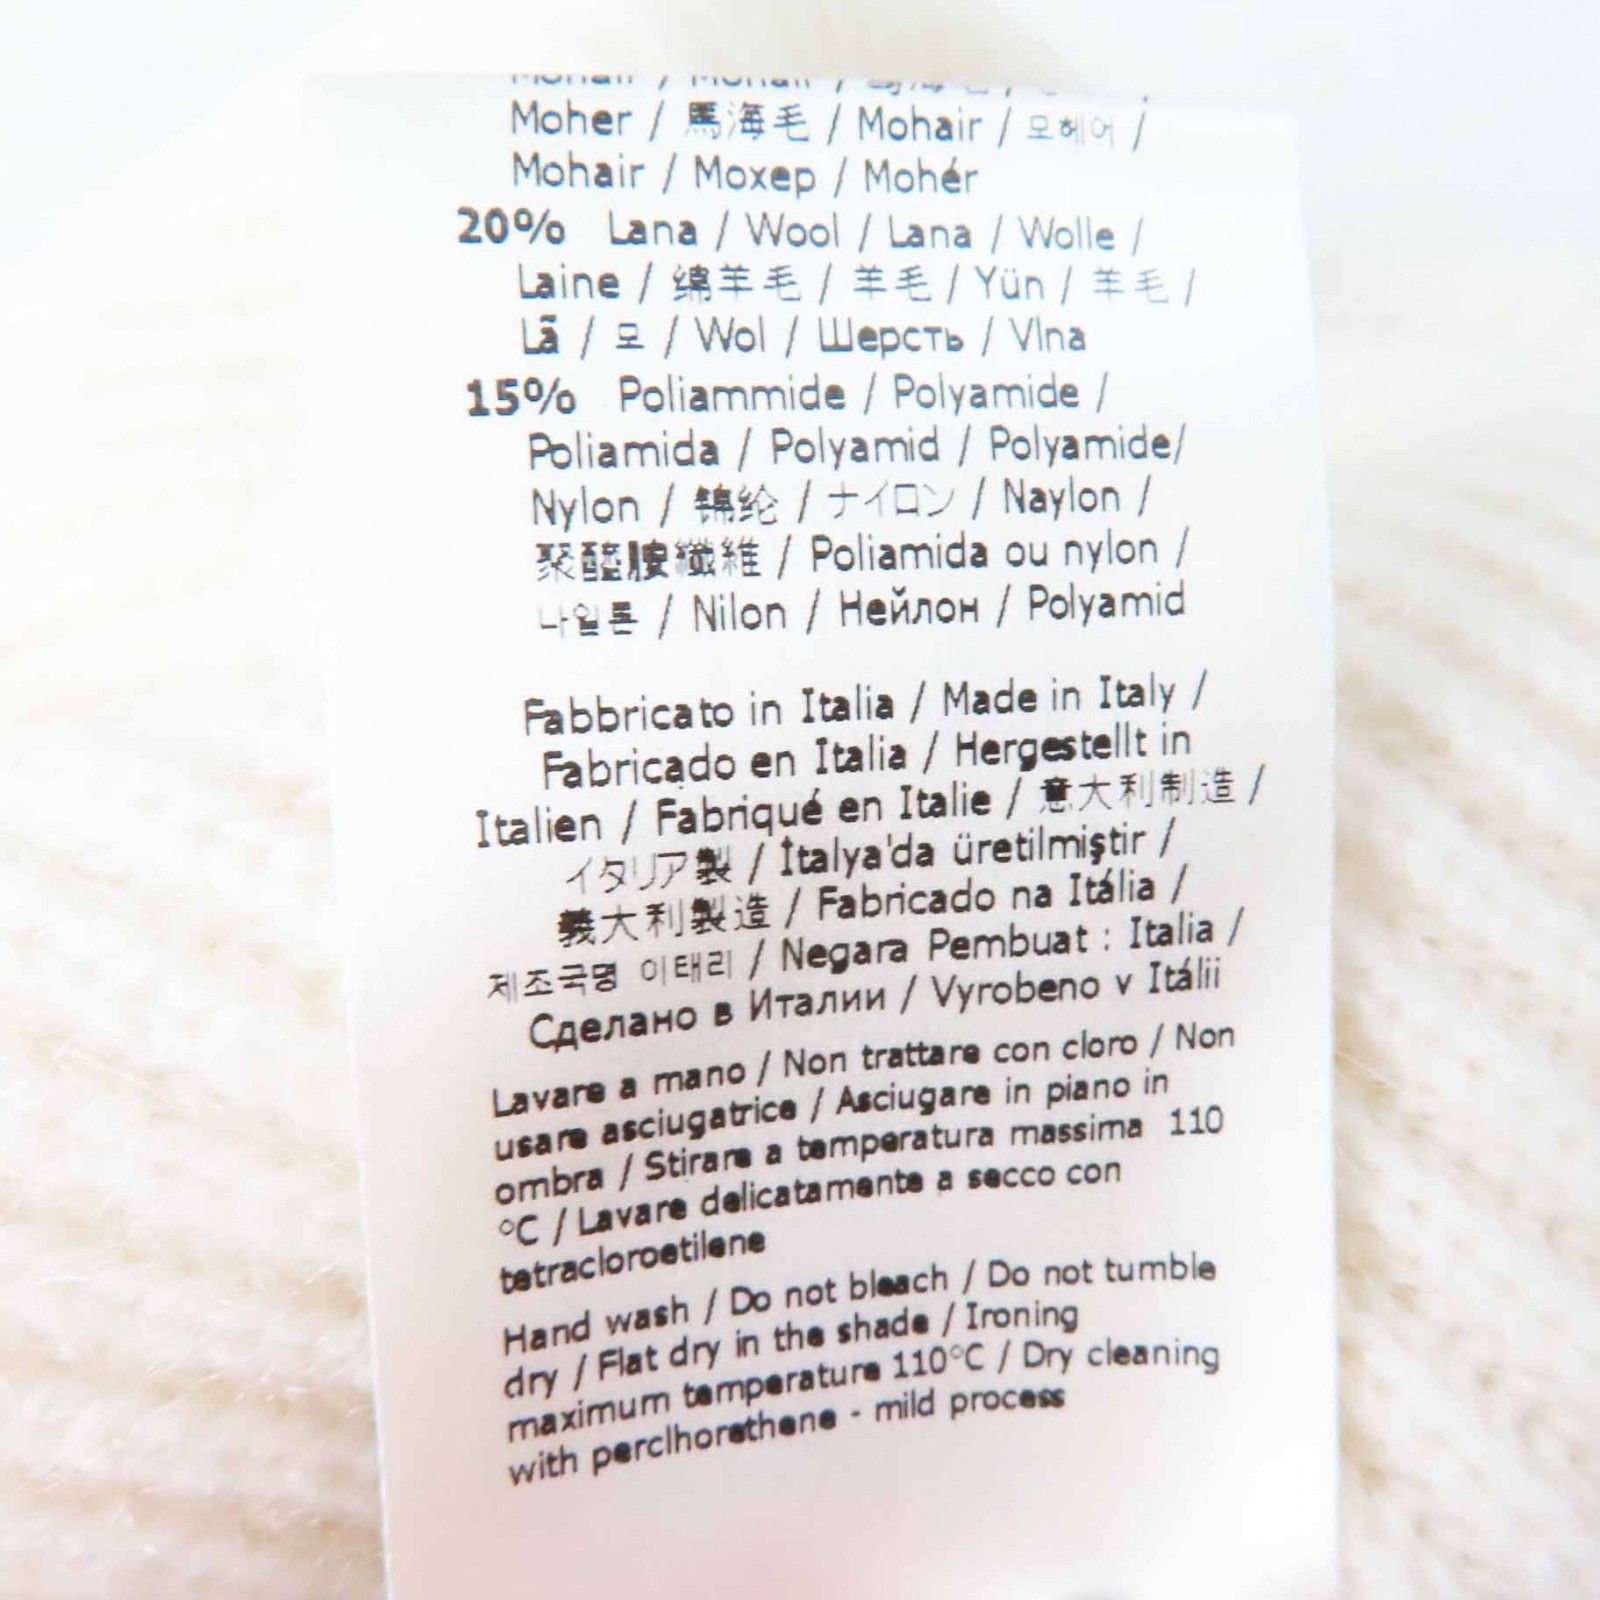 Mohair / Mohair / 馬海毛 /
Moher / 馬海毛 / Mohair / 모헤어 /
Mohair / Мохер / Mohér
20% Lana / Wool / Lana / Wolle /
Laine / 绵羊毛 / 羊毛 / Yün / 羊毛 /
Lã / 모 / Wol / Шерсть / Vlna
15% Poliammide / Polyamide /
Poliamida / Polyamid / Polyamide/
Nylon / 锦纶 / ナイロン / Naylon /
聚醯胺纖維 / Poliamida ou nylon /
나일론 / Nilon / Нейлон / Polyamid
Fabbricato in Italia / Made in Italy /
Fabricado en Italia / Hergestellt in
Italien / Fabriqué en Italie / 意大利制造 /
イタリア製 / İtalya'da üretilmiştir /
義大利製造 / Fabricado na Itália /
제조국명 이태리 / Negara Pembuat : Italia /
Сделано в Италии / Vyrobeno v Itálii
Lavare a mano / Non trattare con cloro / Non
usare asciugatrice / Asciugare in piano in
ombra / Stirare a temperatura massima 110
°C / Lavare delicatamente a secco con
tetracloroetilene
Hand wash / Do not bleach / Do not tumble
dry / Flat dry in the shade / Ironing
maximum temperature 110°C / Dry cleaning
with perclhorethene - mild process